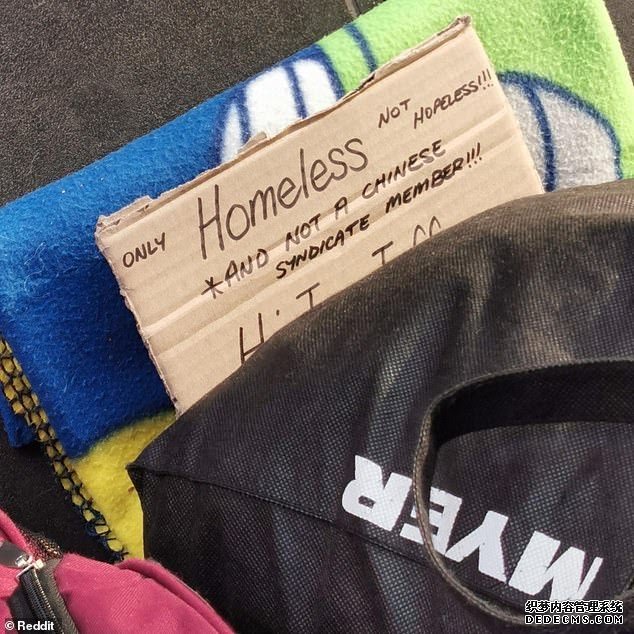 ONLY Homeless NOT HOPELESS!!!
*AND NOT A CHINESE
SYNDICATE MEMBER!!!
MYER
© Reddit
织梦内容管理系统
DEDECMS.COM